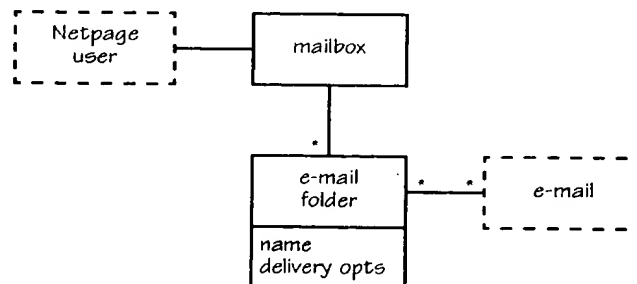 Netpage
user
mailbox
*
e-mail
folder
* *
e-mail
name
delivery opts